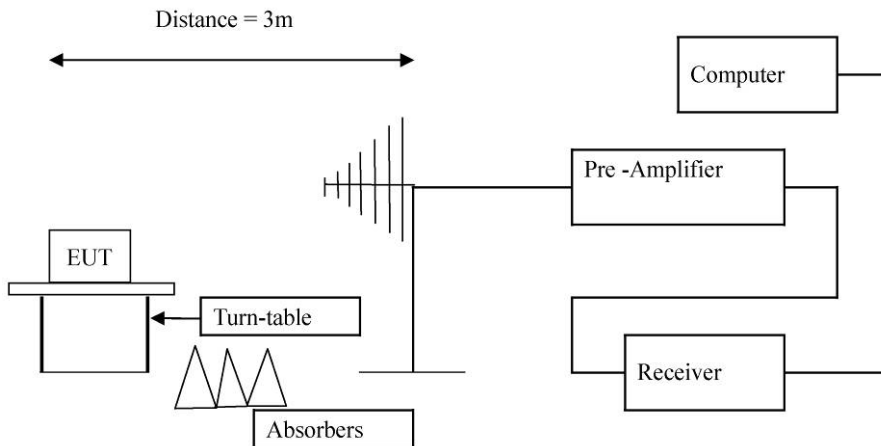 Distance = 3m
Computer
Pre -Amplifier
EUT
Turn-table
Receiver
Absorbers